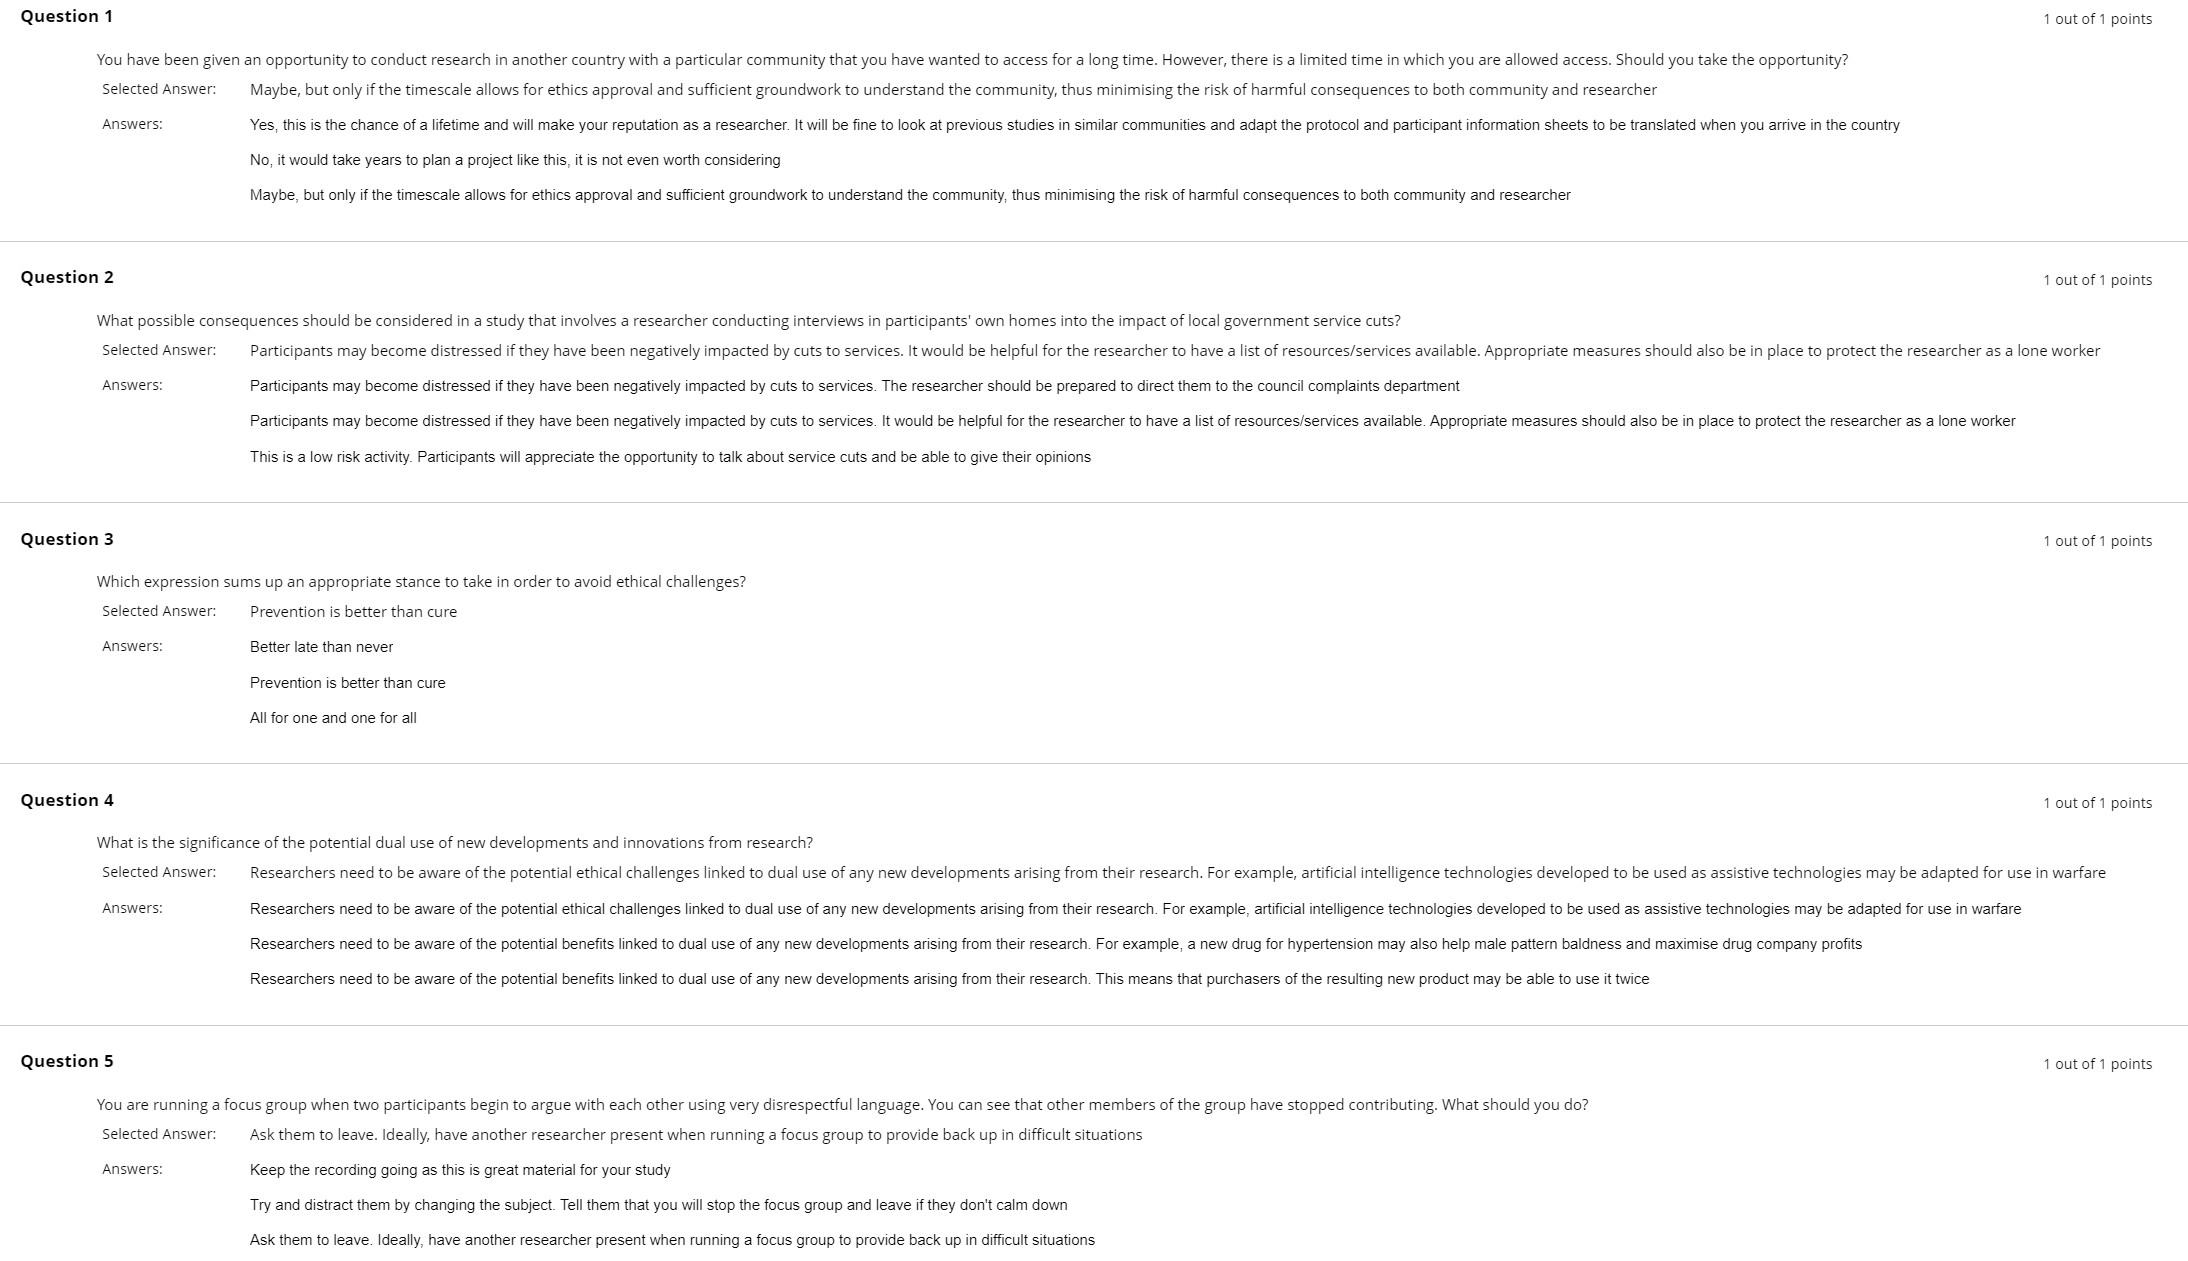 Question 1
1 out of 1 points
You have been given an opportunity to conduct research in another country with a particular community that you have wanted to access for a long time. However, there is a limited time in which you are allowed access. Should you take the opportunity?
Selected Answer: Maybe, but only if the timescale allows for ethics approval and sufficient groundwork to understand the community, thus minimising the risk of harmful consequences to both community and researcher
Answers: Yes, this is the chance of a lifetime and will make your reputation as a researcher. It will be fine to look at previous studies in similar communities and adapt the protocol and participant information sheets to be translated when you arrive in the country
No, it would take years to plan a project like this, it is not even worth considering
Maybe, but only if the timescale allows for ethics approval and sufficient groundwork to understand the community, thus minimising the risk of harmful consequences to both community and researcher
Question 2
1 out of 1 points
What possible consequences should be considered in a study that involves a researcher conducting interviews in participants' own homes into the impact of local government service cuts?
Selected Answer: Participants may become distressed if they have been negatively impacted by cuts to services. It would be helpful for the researcher to have a list of resources/services available. Appropriate measures should also be in place to protect the researcher as a lone worker
Answers: Participants may become distressed if they have been negatively impacted by cuts to services. The researcher should be prepared to direct them to the council complaints department
Participants may become distressed if they have been negatively impacted by cuts to services. It would be helpful for the researcher to have a list of resources/services available. Appropriate measures should also be in place to protect the researcher as a lone worker
This is a low risk activity. Participants will appreciate the opportunity to talk about service cuts and be able to give their opinions
Question 3
1 out of 1 points
Which expression sums up an appropriate stance to take in order to avoid ethical challenges?
Selected Answer: Prevention is better than cure
Answers: Better late than never
Prevention is better than cure
All for one and one for all
Question 4
1 out of 1 points
What is the significance of the potential dual use of new developments and innovations from research?
Selected Answer: Researchers need to be aware of the potential ethical challenges linked to dual use of any new developments arising from their research. For example, artificial intelligence technologies developed to be used as assistive technologies may be adapted for use in warfare
Answers: Researchers need to be aware of the potential ethical challenges linked to dual use of any new developments arising from their research. For example, artificial intelligence technologies developed to be used as assistive technologies may be adapted for use in warfare
Researchers need to be aware of the potential benefits linked to dual use of any new developments arising from their research. For example, a new drug for hypertension may also help male pattern baldness and maximise drug company profits
Researchers need to be aware of the potential benefits linked to dual use of any new developments arising from their research. This means that purchasers of the resulting new product may be able to use it twice
Question 5
1 out of 1 points
You are running a focus group when two participants begin to argue with each other using very disrespectful language. You can see that other members of the group have stopped contributing. What should you do?
Selected Answer: Ask them to leave. Ideally, have another researcher present when running a focus group to provide back up in difficult situations
Answers: Keep the recording going as this is great material for your study
Try and distract them by changing the subject. Tell them that you will stop the focus group and leave if they don't calm down
Ask them to leave. Ideally, have another researcher present when running a focus group to provide back up in difficult situations